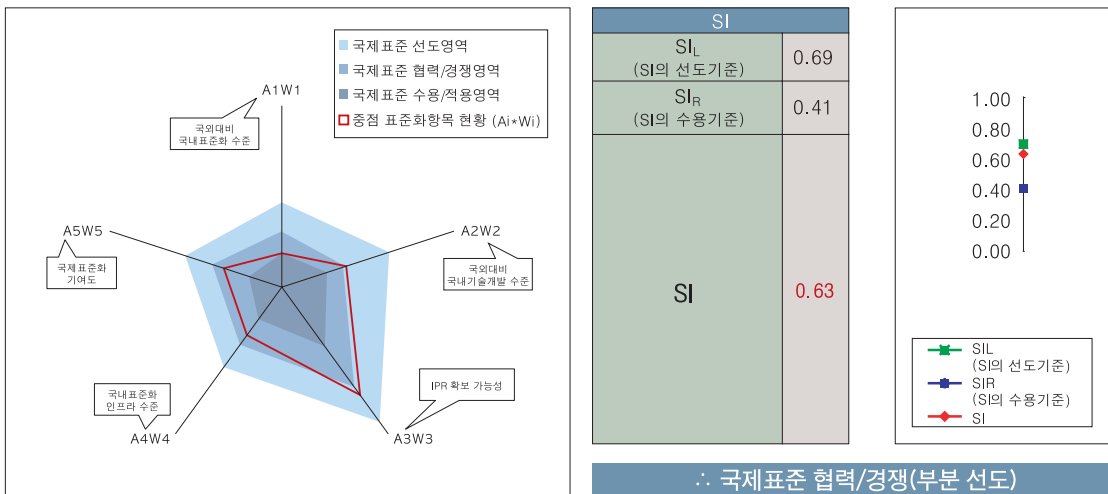 국제표준 선도영역
국제표준 협력/경쟁영역
국제표준 수용/적용영역
중점 표준화항목 현황 (Ai*Wi)
A1W1
국외대비
국내표준화 수준
A2W2
국외대비
국내기술개발 수준
A5W5
국제표준화
기여도
국내표준화
인프라 수준
A4W4
IPR 확보 가능성
A3W3
SI
SIL
(SI의 선도기준)
0.69
SIR
(SI의 수용기준)
0.41
SI
0.63
1.00
0.80
0.60
0.40
0.20
0.00
SIL
(SI의 선도기준)
SIR
(SI의 수용기준)
SI
∴ 국제표준 협력/경쟁(부분 선도)